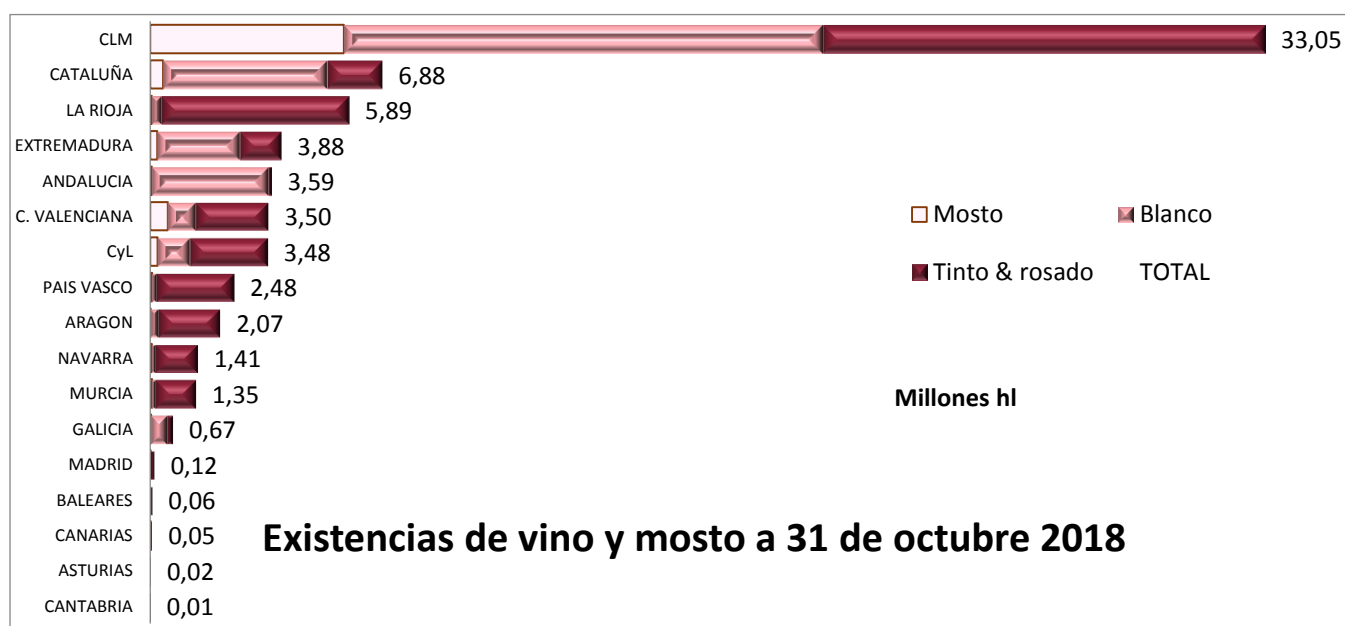 CLM 33,05
CATALUÑA 6,88
LA RIOJA 5,89
EXTREMADURA 3,88
ANDALUCIA 3,59
C. VALENCIANA 3,50
CyL 3,48
PAIS VASCO 2,48
ARAGON 2,07
NAVARRA 1,41
MURCIA 1,35
GALICIA 0,67
MADRID 0,12
BALEARES 0,06
CANARIAS 0,05
ASTURIAS 0,02
CANTABRIA 0,01
Mosto Blanco
Tinto & rosado TOTAL
Millones hl
Existencias de vino y mosto a 31 de octubre 2018